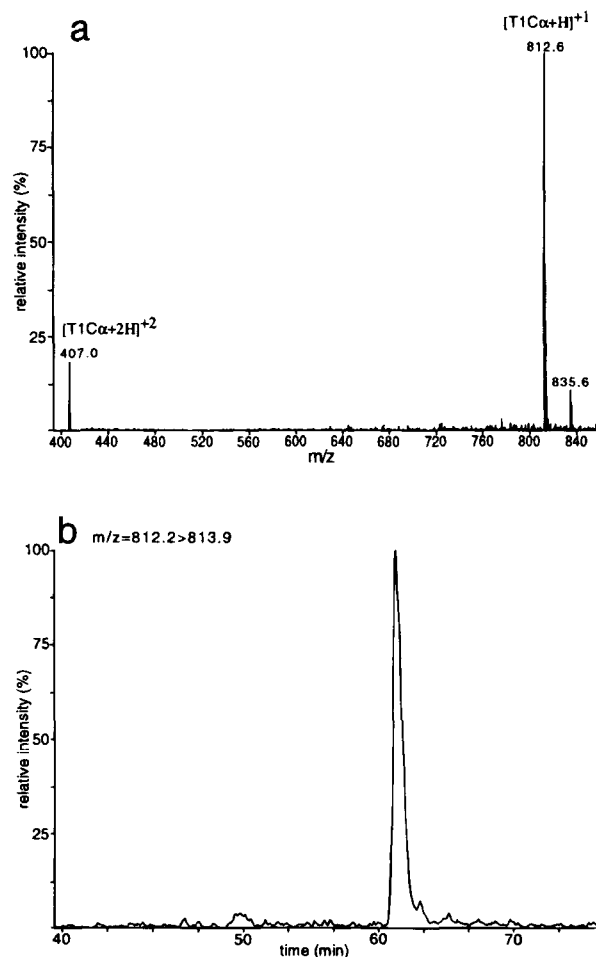 a
[T1Cα+H]+1
812.6
100
75
50
25
relative intensity (%)
[T1Cα+2H]+2
407.0
835.6
400 440 480 520 560 600 640 680 720 760 800 840
m/z
b
m/z=812.2>813.9
100
75
50
25
relative intensity (%)
40 50 60 70
time (min)